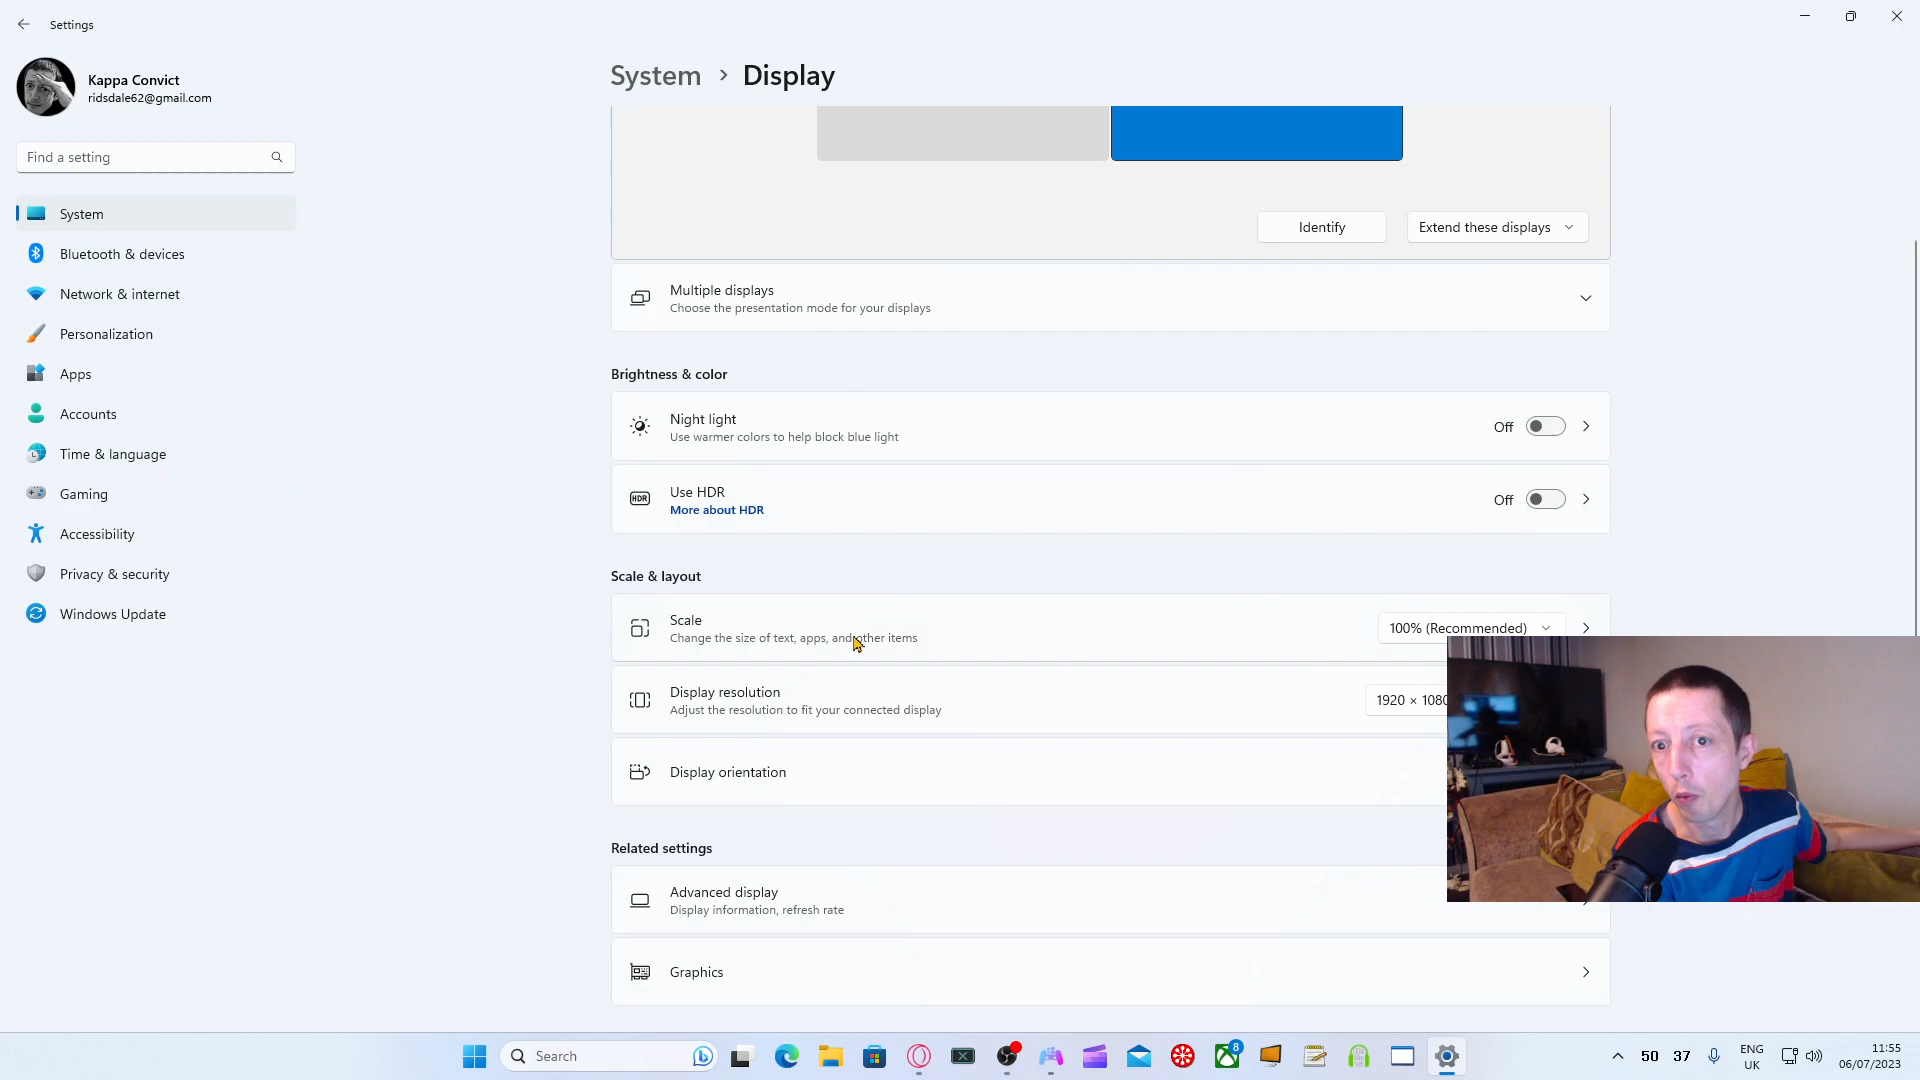 Settings
Kappa Convict
ridsdale62@gmail.com
Find a setting
System
Bluetooth & devices
Network & internet
Personalization
Apps
Accounts
Time & language
Gaming
Accessibility
Privacy & security
Windows Update
System > Display
Identify
Extend these displays
Multiple displays
Choose the presentation mode for your displays
Brightness & color
Night light
Use warmer colors to help block blue light
Off
HDR
Use HDR
More about HDR
Off
Scale & layout
Scale
Change the size of text, apps, and other items
100% (Recommended)
Display resolution
Adjust the resolution to fit your connected display
1920 × 1080
Display orientation
Related settings
Advanced display
Display information, refresh rate
Graphics
Search
8
50 37
ENG
UK
11:55
06/07/2023